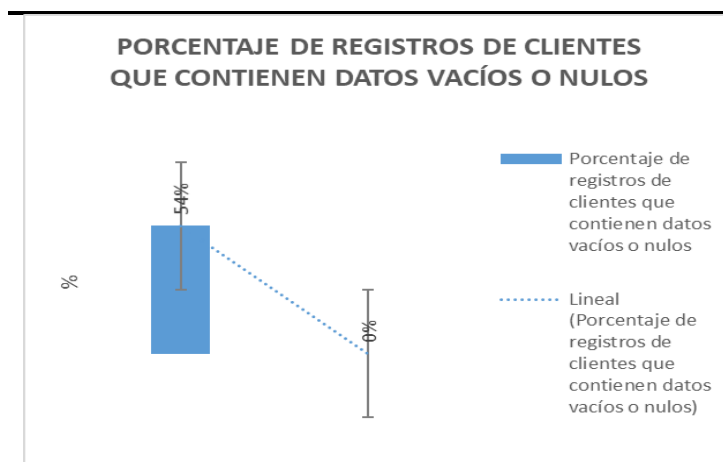 PORCENTAJE DE REGISTROS DE CLIENTES
QUE CONTIENEN DATOS VACÍOS O NULOS
54%
0%
%
Porcentaje de
registros de
clientes que
contienen datos
vacíos o nulos
Lineal
(Porcentaje de
registros de
clientes que
contienen datos
vacíos o nulos)